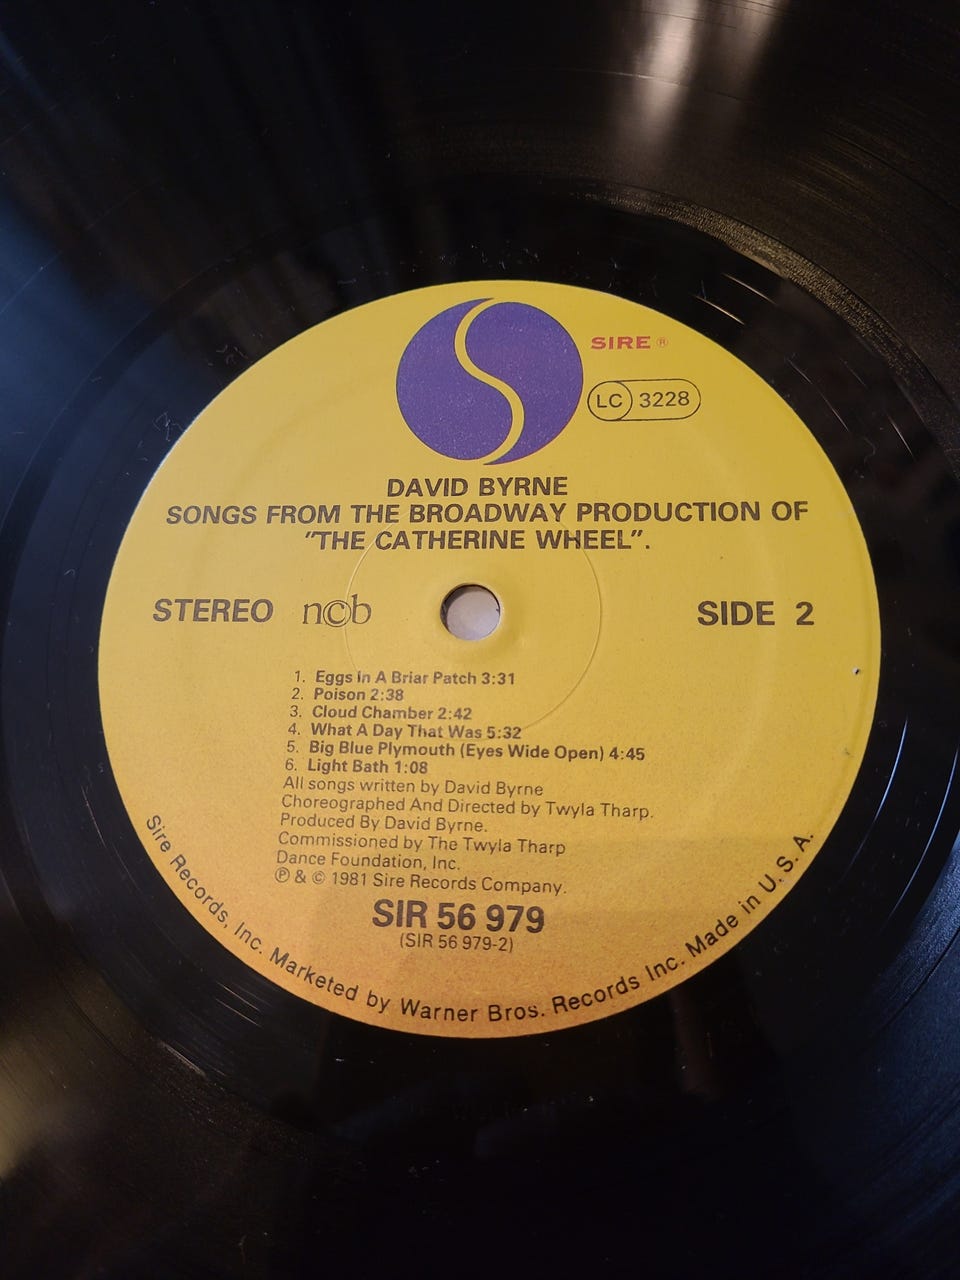 SIRE ®
LC 3228
DAVID BYRNE
SONGS FROM THE BROADWAY PRODUCTION OF
"THE CATHERINE WHEEL".
STEREO n©b SIDE 2
1. Eggs In A Briar Patch 3:31
2. Poison 2:38
3. Cloud Chamber 2:42
4. What A Day That Was 5:32
5. Big Blue Plymouth (Eyes Wide Open) 4:45
6. Light Bath 1:08
All songs written by David Byrne
Choreographed And Directed by Twyla Tharp.
Produced By David Byrne.
Commissioned by The Twyla Tharp
Dance Foundation, Inc.
℗ & © 1981 Sire Records Company.
SIR 56 979
(SIR 56 979-2)
Sire Records, Inc. Marketed by Warner Bros. Records Inc. Made in U. S. A.